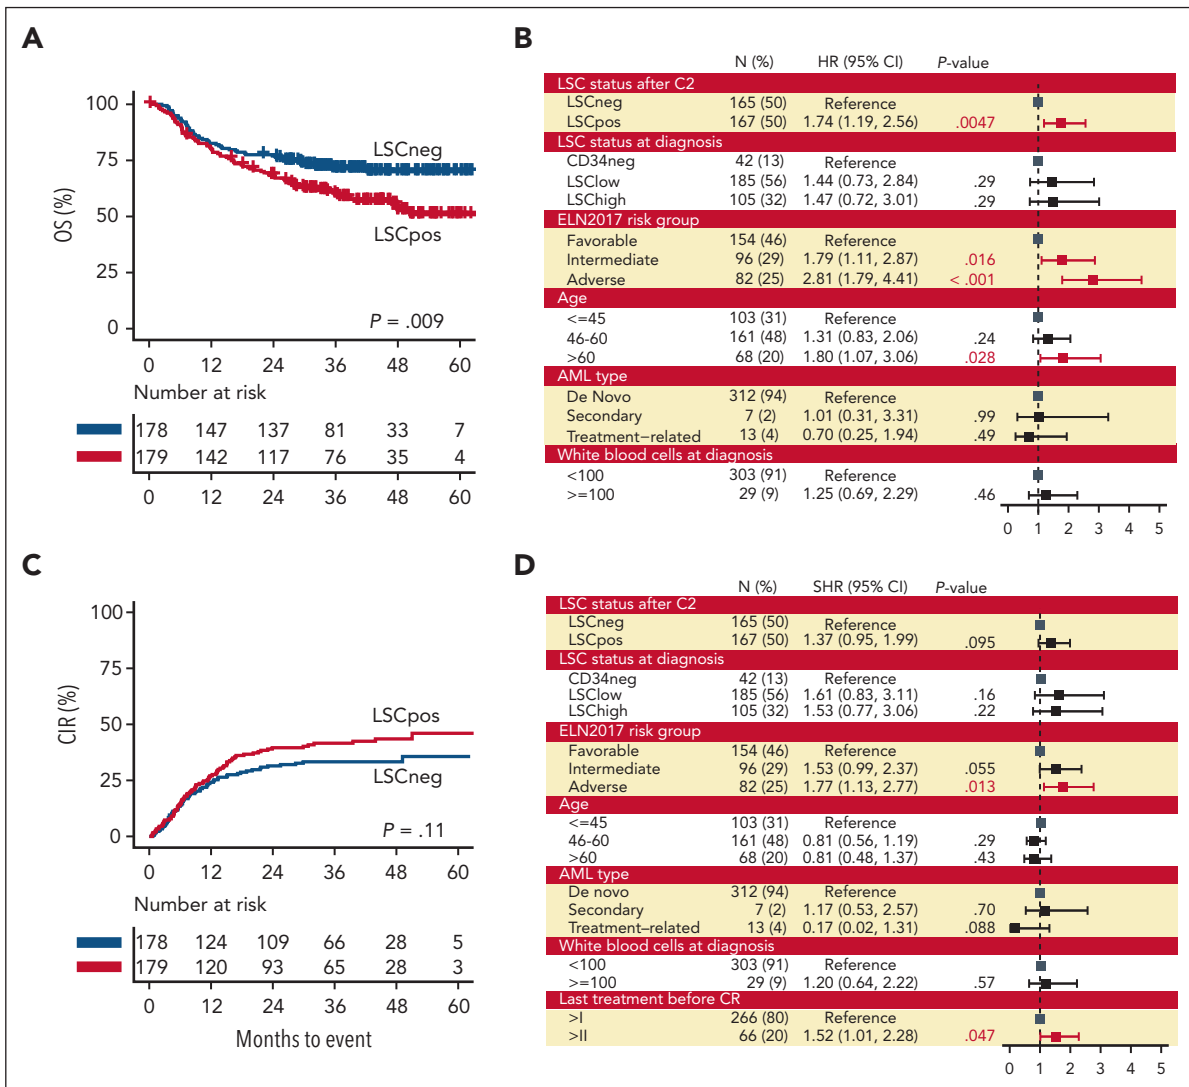 A
100
75
50
25
0
OS (%)
LSCneg
LSCpos
P = .009
0 12 24 36 48 60
Number at risk
178 147 137 81 33 7
179 142 117 76 35 4
0 12 24 36 48 60
B
N (%) HR (95% CI) P-value
LSC status after C2
LSCneg 165 (50) Reference
LSCpos 167 (50) 1.74 (1.19, 2.56) .0047
LSC status at diagnosis
CD34neg 42 (13) Reference
LSClow 185 (56) 1.44 (0.73, 2.84) .29
LSChigh 105 (32) 1.47 (0.72, 3.01) .29
ELN2017 risk group
Favorable 154 (46) Reference
Intermediate 96 (29) 1.79 (1.11, 2.87) .016
Adverse 82 (25) 2.81 (1.79, 4.41) < .001
Age
<=45 103 (31) Reference
46-60 161 (48) 1.31 (0.83, 2.06) .24
>60 68 (20) 1.80 (1.07, 3.06) .028
AML type
De Novo 312 (94) Reference
Secondary 7 (2) 1.01 (0.31, 3.31) .99
Treatment–related 13 (4) 0.70 (0.25, 1.94) .49
White blood cells at diagnosis
<100 303 (91) Reference
>=100 29 (9) 1.25 (0.69, 2.29) .46
0 1 2 3 4 5
C
100
75
50
25
0
CIR (%)
LSCpos
LSCneg
P = .11
0 12 24 36 48 60
Number at risk
178 124 109 66 28 5
179 120 93 65 28 3
0 12 24 36 48 60
Months to event
D
N (%) SHR (95% CI) P-value
LSC status after C2
LSCneg 165 (50) Reference
LSCpos 167 (50) 1.37 (0.95, 1.99) .095
LSC status at diagnosis
CD34neg 42 (13) Reference
LSClow 185 (56) 1.61 (0.83, 3.11) .16
LSChigh 105 (32) 1.53 (0.77, 3.06) .22
ELN2017 risk group
Favorable 154 (46) Reference
Intermediate 96 (29) 1.53 (0.99, 2.37) .055
Adverse 82 (25) 1.77 (1.13, 2.77) .013
Age
<=45 103 (31) Reference
46-60 161 (48) 0.81 (0.56, 1.19) .29
>60 68 (20) 0.81 (0.48, 1.37) .43
AML type
De novo 312 (94) Reference
Secondary 7 (2) 1.17 (0.53, 2.57) .70
Treatment–related 13 (4) 0.17 (0.02, 1.31) .088
White blood cells at diagnosis
<100 303 (91) Reference
>=100 29 (9) 1.20 (0.64, 2.22) .57
Last treatment before CR
>I 266 (80) Reference
>II 66 (20) 1.52 (1.01, 2.28) .047
0 1 2 3 4 5